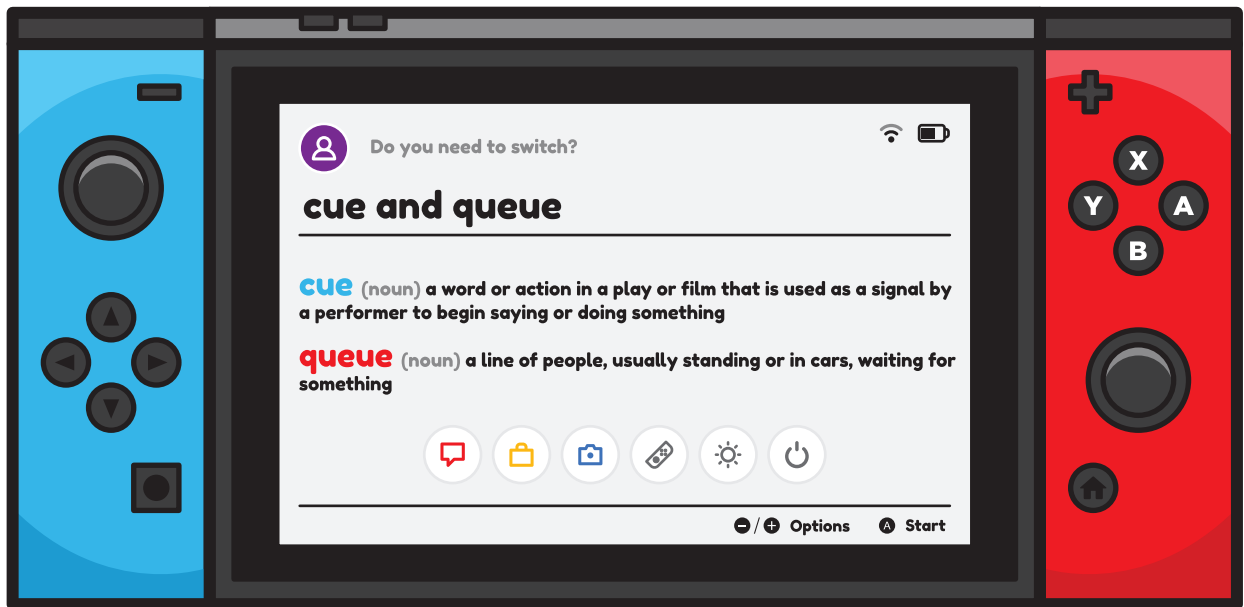 Do you need to switch?
cue and queue
X
Y A
B
cue (noun) a word or action in a play or film that is used as a signal by
a performer to begin saying or doing something
queue (noun) a line of people, usually standing or in cars, waiting for
something
/ Options A Start